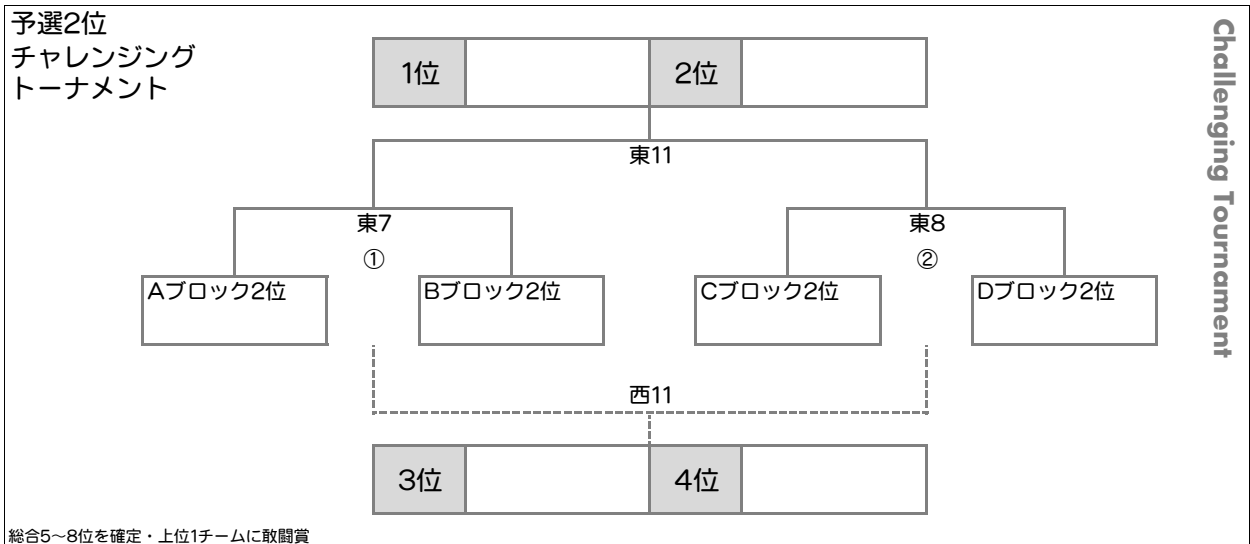 予選2位
チャレンジング
トーナメント
Challenging Tournament
1位
2位
東11
東7
東8
①
②
Aブロック2位
Bブロック2位
Cブロック2位
Dブロック2位
西11
3位
4位
総合5～8位を確定・上位1チームに敢闘賞